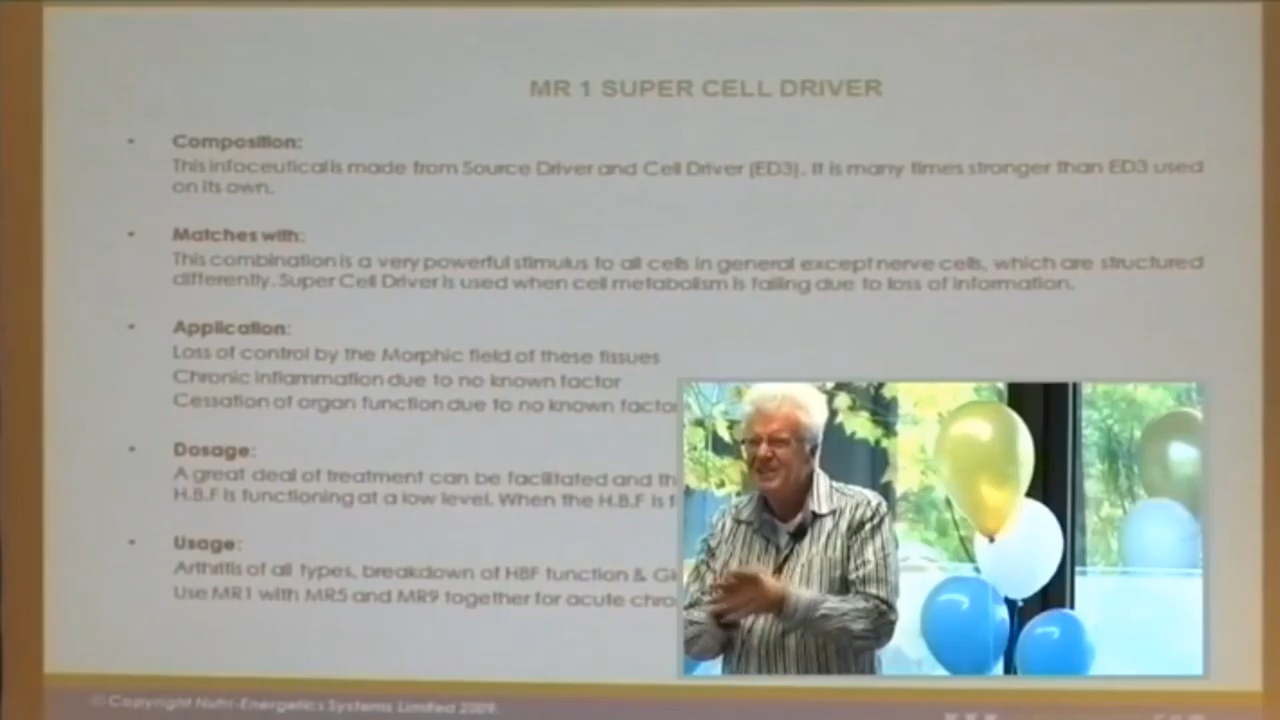 MR 1 SUPER CELL DRIVER
• Composition:
This infoceutical is made from Source Driver and Cell Driver (ED3). It is many times stronger than ED3 used
on its own.
• Matches with:
This combination is a very powerful stimulus to all cells in general except nerve cells, which are structured
differently. Super Cell Driver is used when cell metabolism is failing due to loss of information.
• Application:
Loss of control by the Morphic field of these tissues
Chronic inflammation due to no known factor
Cessation of organ function due to no known facto
• Dosage:
A great deal of treatment can be facilitated and th
H.B.F is functioning at a low level. When the H.B.F is
• Usage:
Arthritis of all types, breakdown of HBF function &
Use MR1 with MR5 and MR9 together for acute chro
© Copyright Nutri-Energetics Systems Limited 2009.